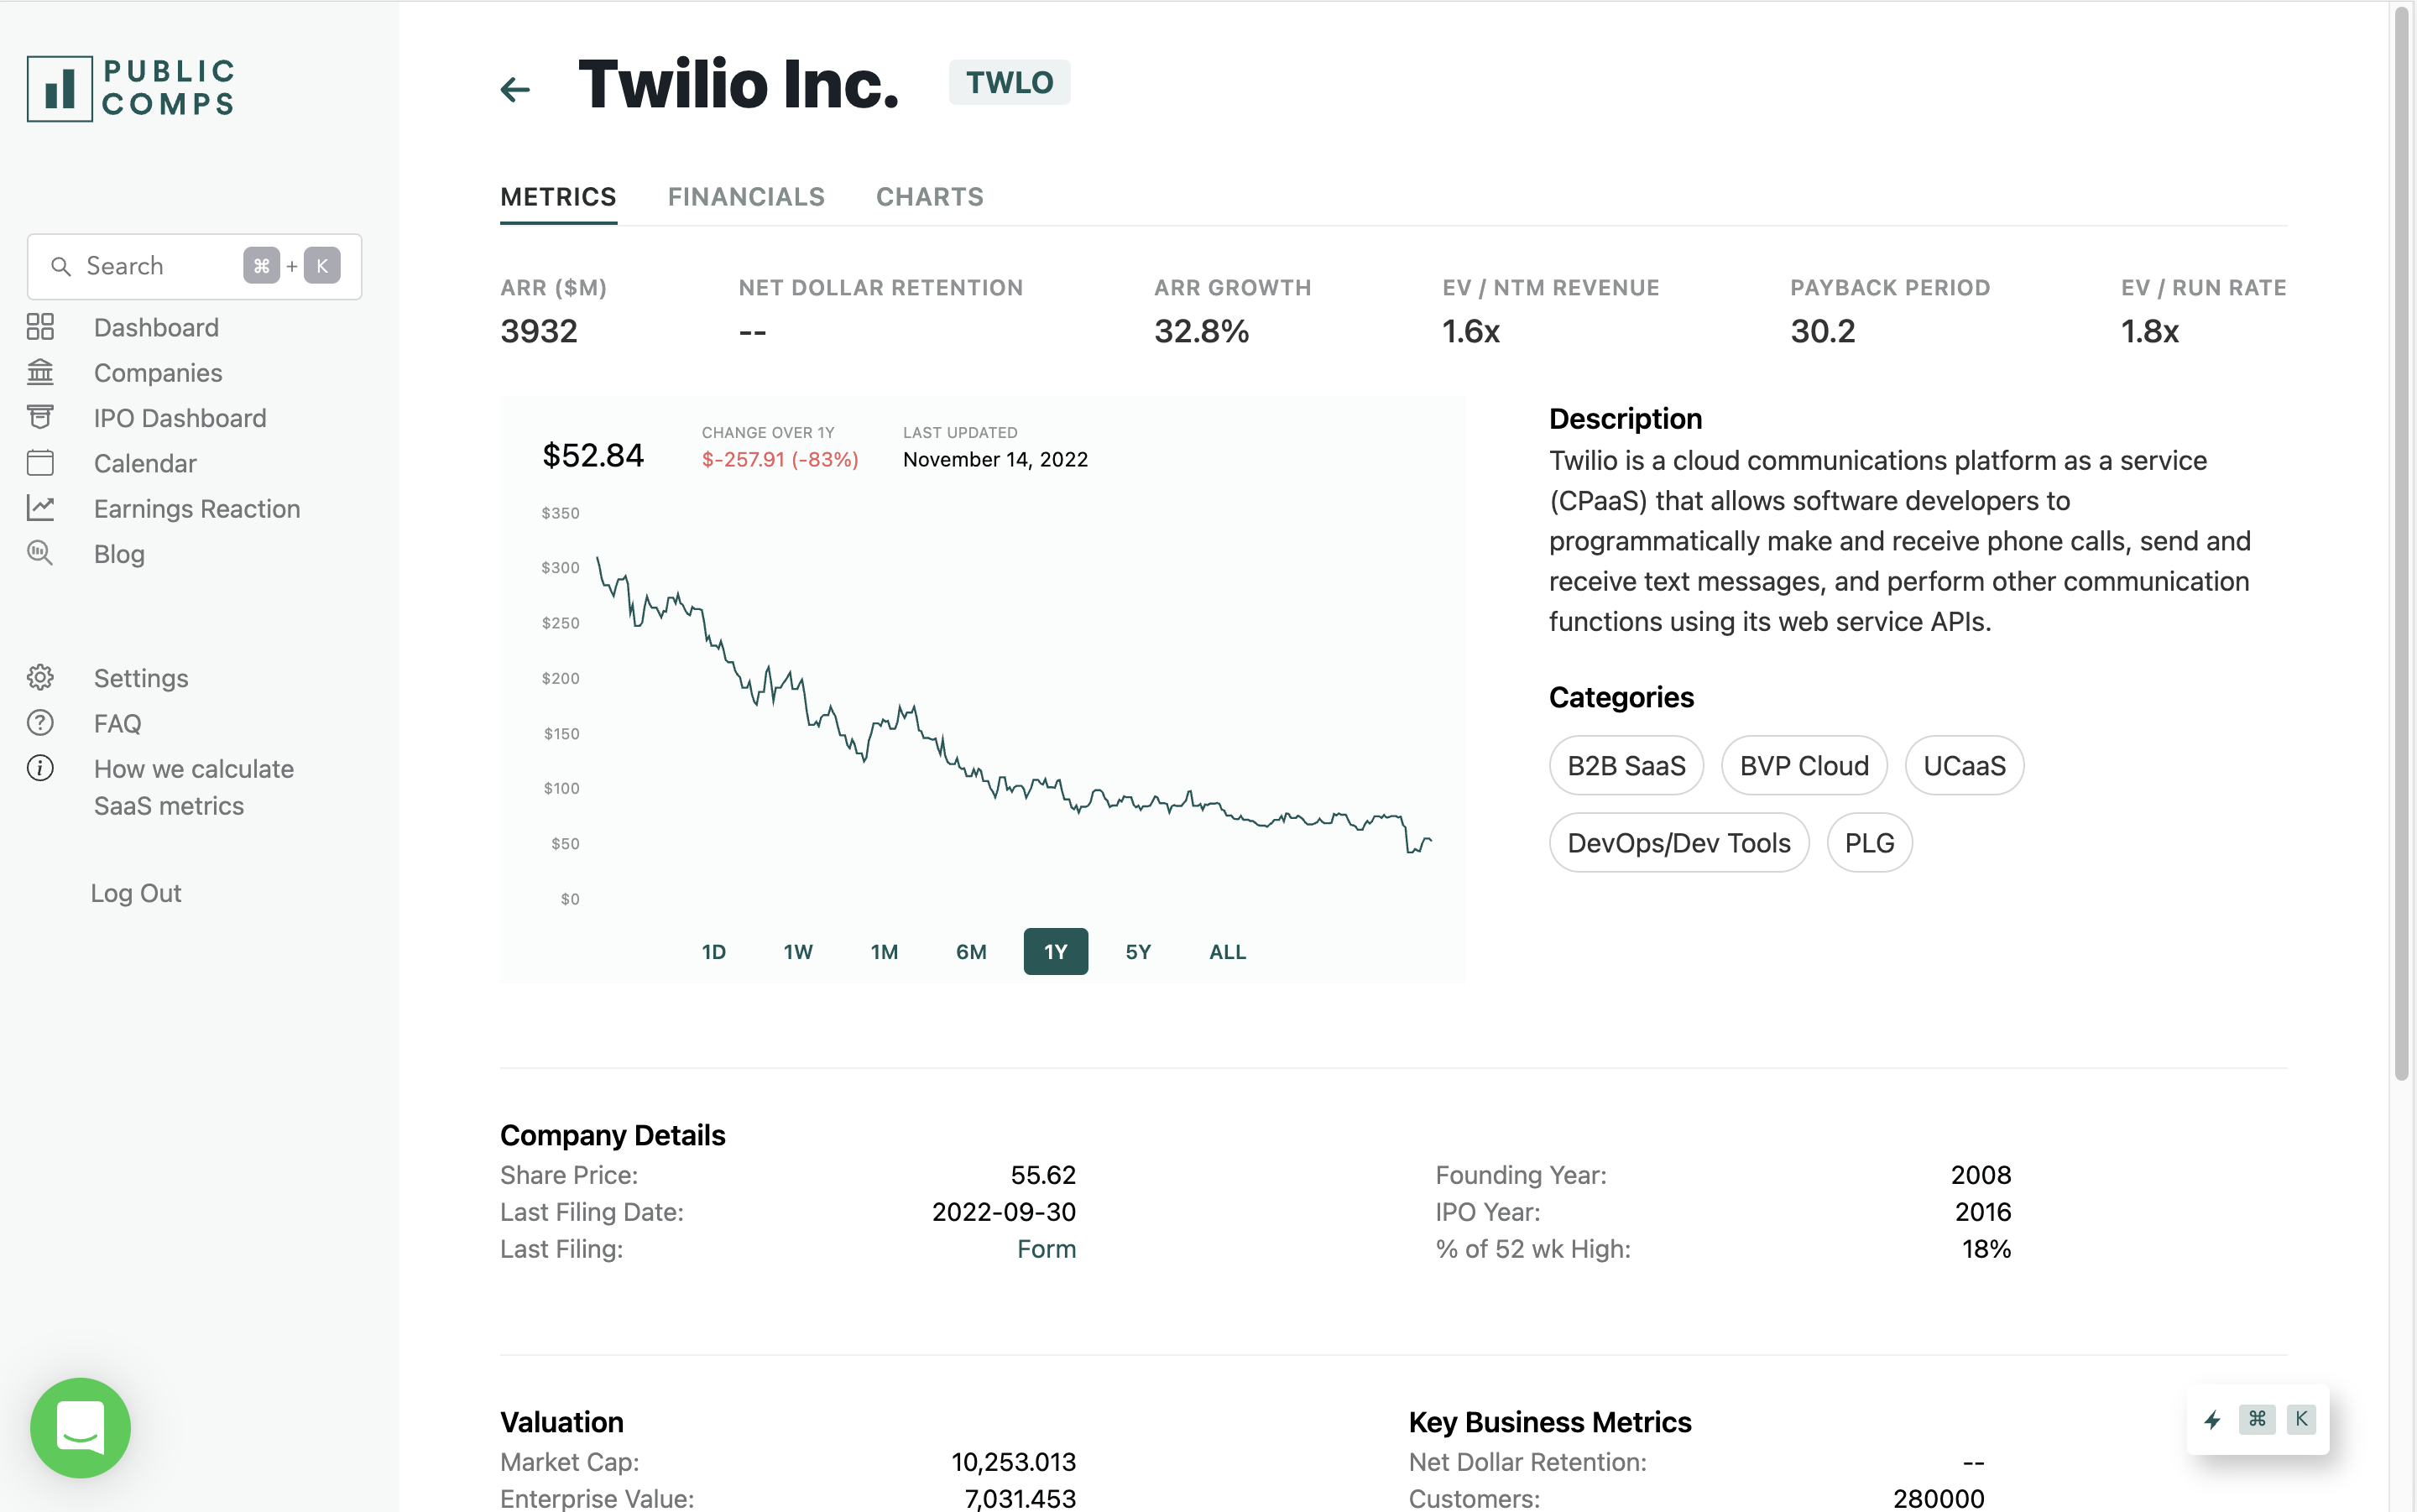 PUBLIC
COMPS
Search ⌘ + K
Dashboard
Companies
IPO Dashboard
Calendar
Earnings Reaction
Blog
Settings
FAQ
How we calculate
SaaS metrics
Log Out
Twilio Inc. TWLO
METRICS FINANCIALS CHARTS
ARR ($M) NET DOLLAR RETENTION ARR GROWTH EV / NTM REVENUE PAYBACK PERIOD EV / RUN RATE
3932 -- 32.8% 1.6x 30.2 1.8x
$52.84
CHANGE OVER 1Y
$-257.91 (-83%)
LAST UPDATED
November 14, 2022
$350
$300
$250
$200
$150
$100
$50
$0
1D 1W 1M 6M 1Y 5Y ALL
Description
Twilio is a cloud communications platform as a service
(CPaaS) that allows software developers to
programmatically make and receive phone calls, send and
receive text messages, and perform other communication
functions using its web service APIs.
Categories
B2B SaaS BVP Cloud UCaaS
DevOps/Dev Tools PLG
Company Details
Share Price: 55.62
Last Filing Date: 2022-09-30
Last Filing: Form
Founding Year: 2008
IPO Year: 2016
% of 52 wk High: 18%
Valuation
Market Cap: 10,253.013
Enterprise Value: 7,031.453
Key Business Metrics
Net Dollar Retention: --
Customers: 280000
⌘ K